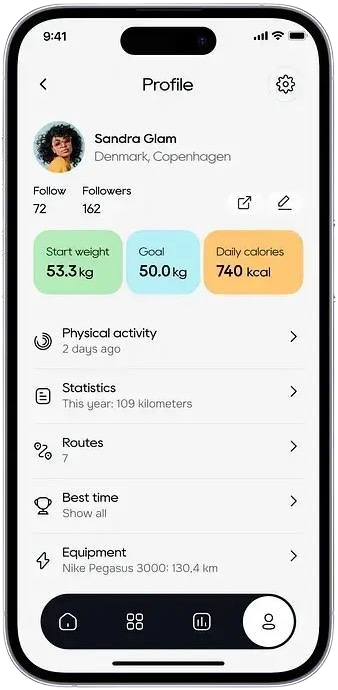 9:41
Profile
Sandra Glam
Denmark, Copenhagen
Follow Followers
72 162
Start weight Goal Daily calories
53.3 kg 50.0 kg 740 kcal
Physical activity
2 days ago
Statistics
This year: 109 kilometers
Routes
7
Best time
Show all
Equipment
Nike Pegasus 3000: 130,4 km